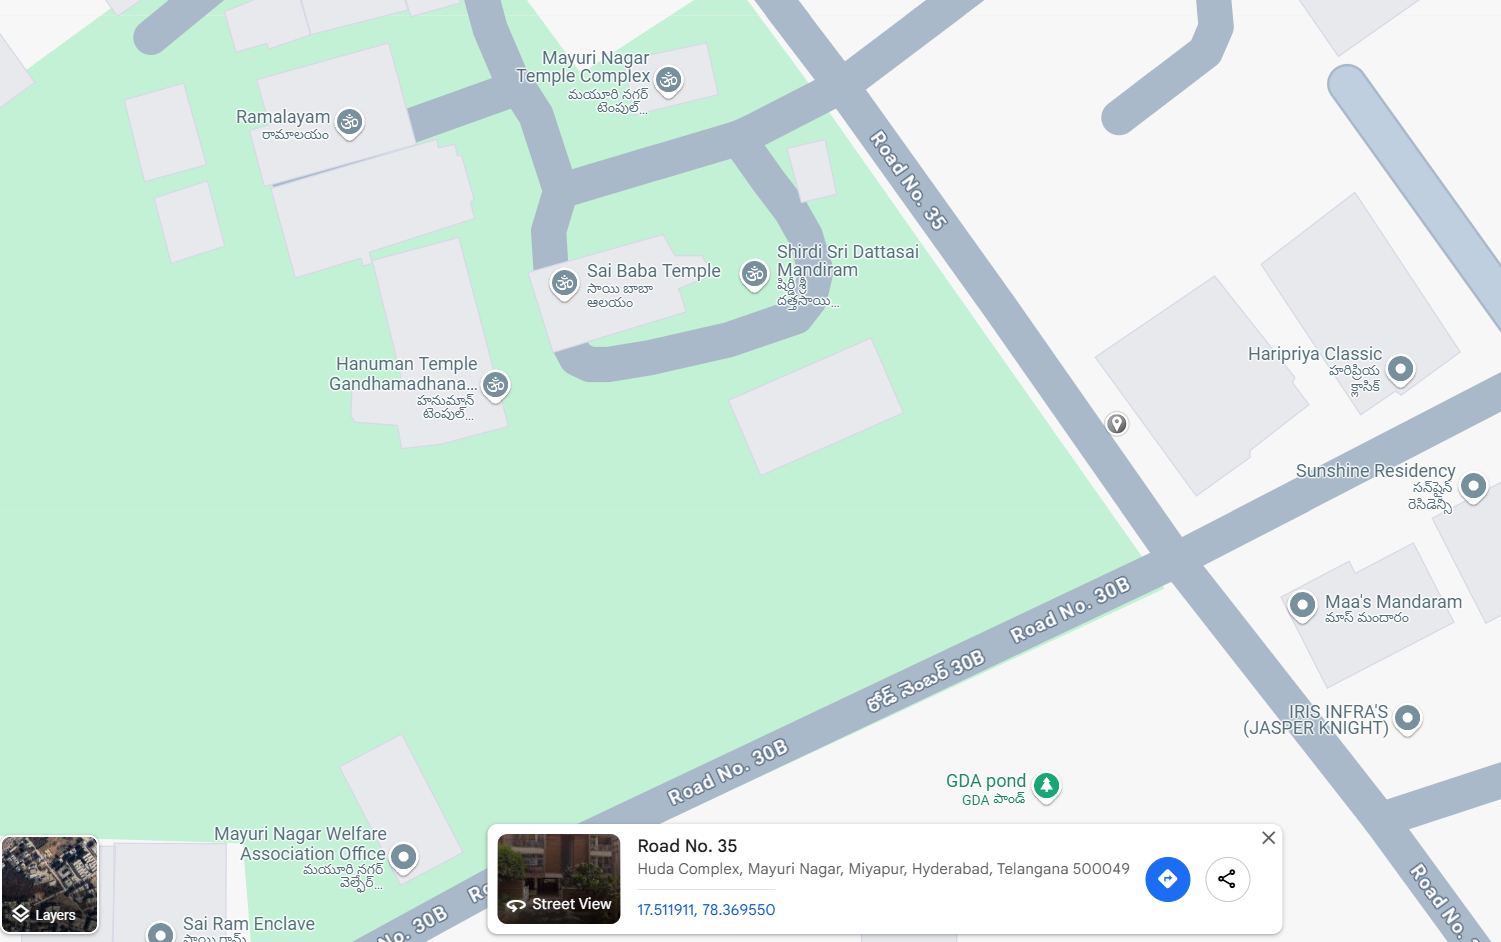 Mayuri Nagar
Temple Complex
మయూరి నగర్
టెంపుల్...
Ramalayam
రామాలయం
Road No. 35
Shirdi Sri Dattasai
Mandiram
షిర్డీ శ్రీ
దత్తసాయి...
Sai Baba Temple
సాయి బాబా
ఆలయం
Hanuman Temple
Gandhamadhana...
హనుమాన్
టెంపుల్...
Haripriya Classic
హరిప్రియ
క్లాసిక్
Sunshine Residency
సన్‌షైన్
రెసిడెన్సి
Road No. 30B
Maa's Mandaram
మాస్ మందారం
రోడ్ నెంబర్ 30B
IRIS INFRA'S
(JASPER KNIGHT)
Road No. 30B
GDA pond
GDA పాండ్
Mayuri Nagar Welfare
Association Office
మయూరి నగర్
వెల్ఫేర్...
Road No. 35
Huda Complex, Mayuri Nagar, Miyapur, Hyderabad, Telangana 500049
17.511911, 78.369550
Street View
Layers
Sai Ram Enclave
సాయి రామ్
No. 30B
Ro
Road No.